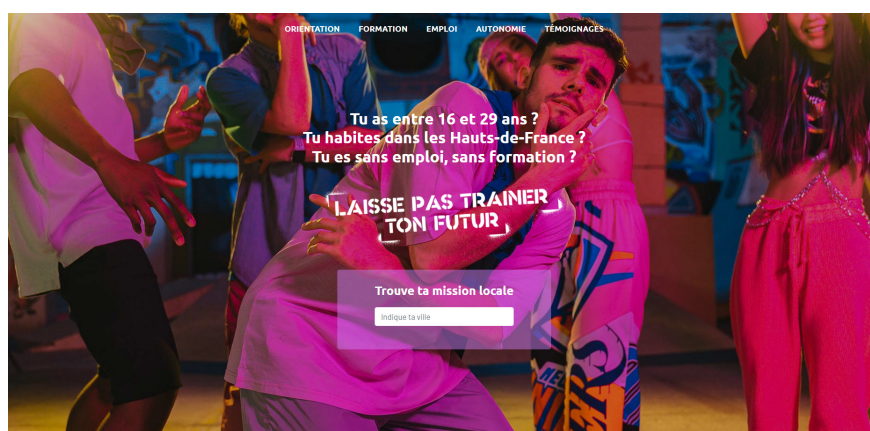 ORIENTATION FORMATION EMPLOI AUTONOMIE TÉMOIGNAGES
Tu as entre 16 et 29 ans ?
Tu habites dans les Hauts-de-France ?
Tu es sans emploi, sans formation ?
LAISSE PAS TRAINER
TON FUTUR
Trouve ta mission locale
Indique ta ville